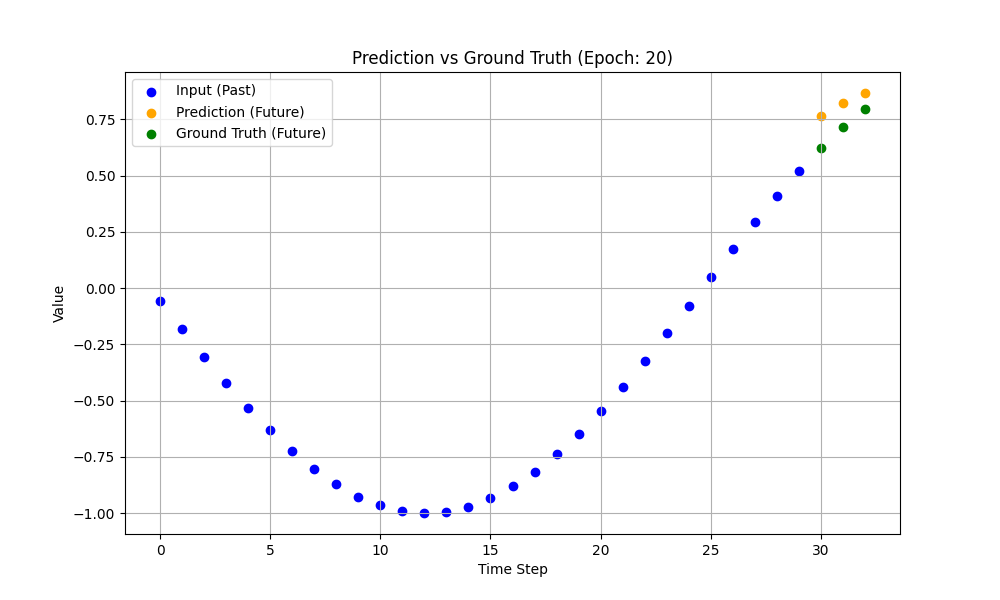 Prediction vs Ground Truth (Epoch: 20)
Input (Past)
Prediction (Future)
Ground Truth (Future)
Value
0.75
0.50
0.25
0.00
−0.25
−0.50
−0.75
−1.00
0 5 10 15 20 25 30
Time Step